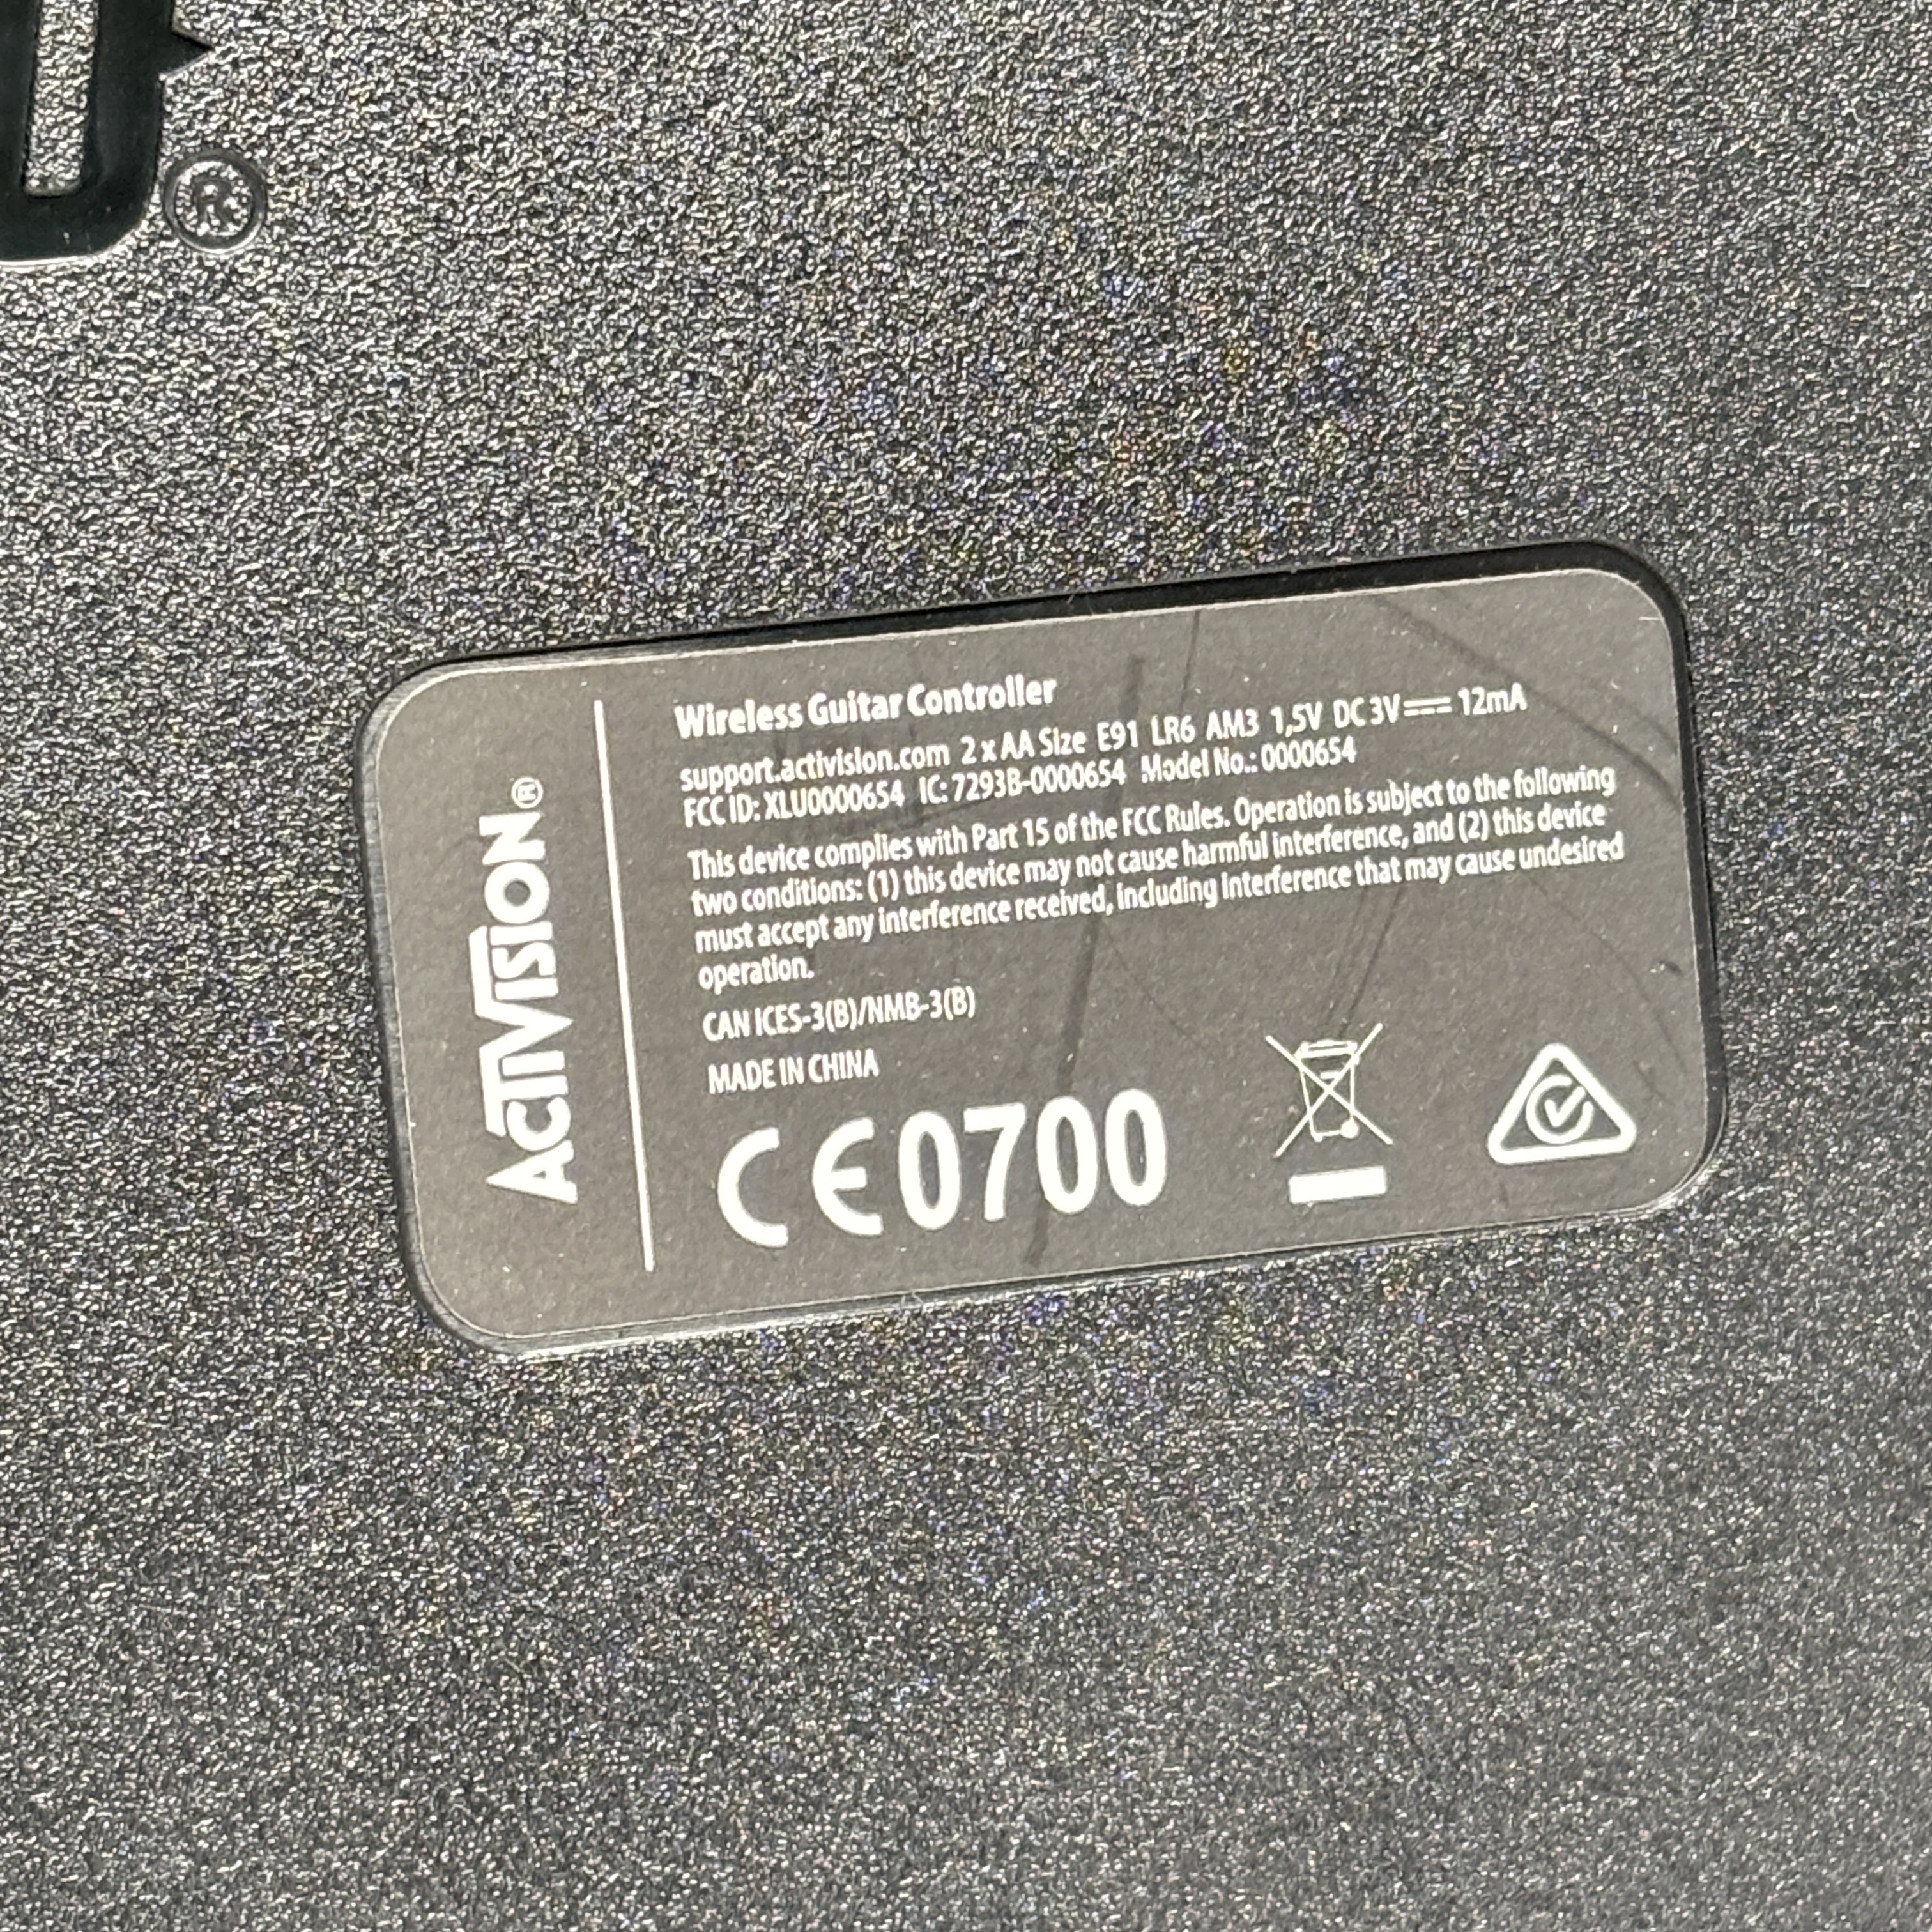 ACTIVISION®
Wireless Guitar Controller
support.activision.com 2 x AA Size E91 LR6 AM3 1,5V DC 3V⎓ 12mA
FCC ID: XLU0000654 IC: 7293B-0000654 Model No.: 0000654
This device complies with Part 15 of the FCC Rules. Operation is subject to the following
two conditions: (1) this device may not cause harmful interference, and (2) this device
must accept any interference received, including interference that may cause undesired
operation.
CAN ICES-3(B)/NMB-3(B)
MADE IN CHINA
CE0700
®